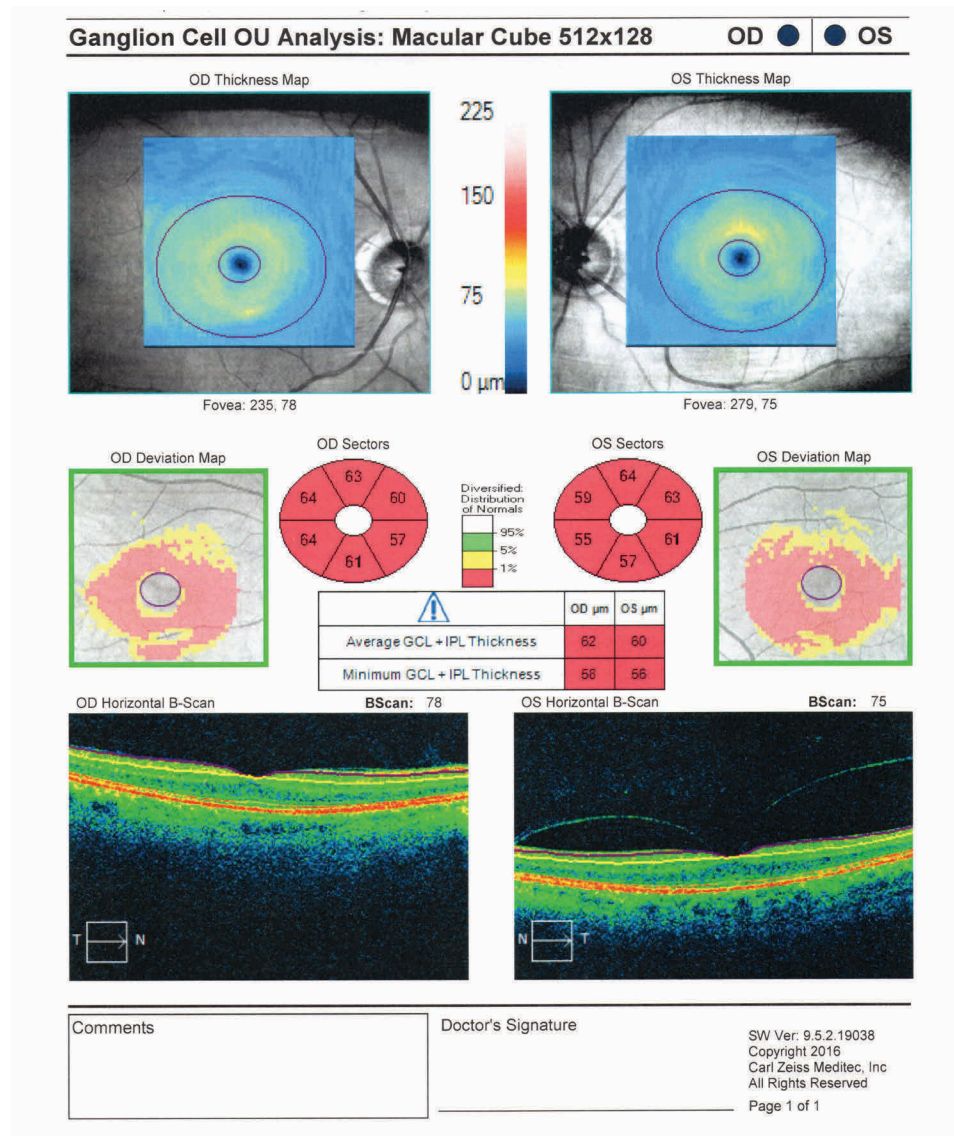 Ganglion Cell OU Analysis: Macular Cube 512x128 OD OS
OD Thickness Map
OS Thickness Map
225
150
75
0 µm
Fovea: 235, 78
Fovea: 279, 75
OD Deviation Map
OD Sectors
OS Sectors
OS Deviation Map
63
64 60
64 57
61
Diversified:
Distribution
of Normals
95%
5%
1%
64
59 63
55 61
57
OD µm OS µm
Average GCL + IPL Thickness 62 60
Minimum GCL + IPL Thickness 58 56
OD Horizontal B-Scan BScan: 78
OS Horizontal B-Scan BScan: 75
T N
N T
Comments
Doctor's Signature
SW Ver: 9.5.2.19038
Copyright 2016
Carl Zeiss Meditec, Inc
All Rights Reserved
Page 1 of 1